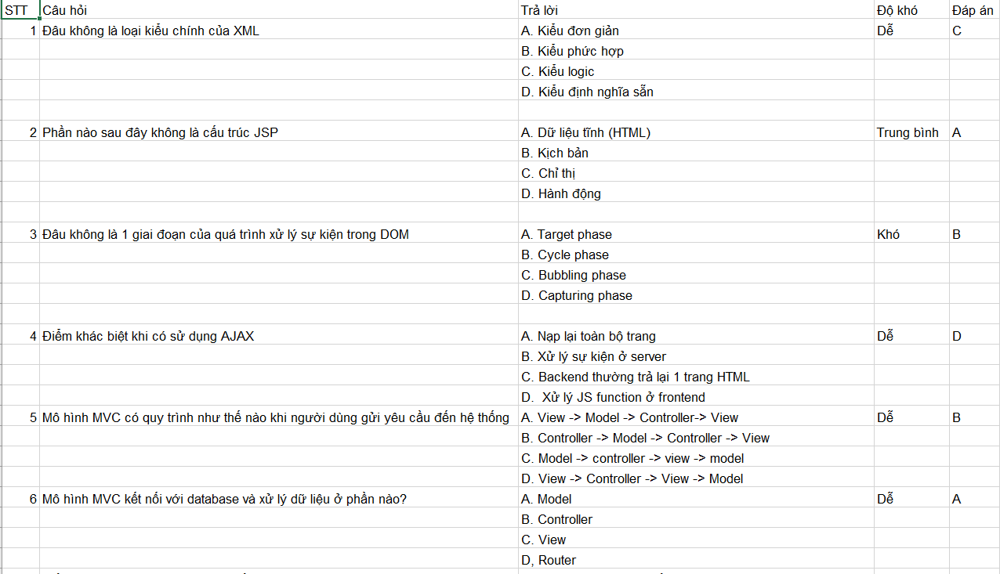 STT Câu hỏi Trả lời Độ khó Đáp án
1 Đâu không là loại kiểu chính của XML A. Kiểu đơn giản Dễ C
B. Kiểu phức hợp
C. Kiểu logic
D. Kiểu định nghĩa sẵn
2 Phần nào sau đây không là cấu trúc JSP A. Dữ liệu tĩnh (HTML) Trung bình A
B. Kịch bản
C. Chỉ thị
D. Hành động
3 Đâu không là 1 giai đoạn của quá trình xử lý sự kiện trong DOM A. Target phase Khó B
B. Cycle phase
C. Bubbling phase
D. Capturing phase
4 Điểm khác biệt khi có sử dụng AJAX A. Nạp lại toàn bộ trang Dễ D
B. Xử lý sự kiện ở server
C. Backend thường trả lại 1 trang HTML
D.  Xử lý JS function ở frontend
5 Mô hình MVC có quy trình như thế nào khi người dùng gửi yêu cầu đến hệ thống A. View -> Model -> Controller-> View Dễ B
B. Controller -> Model -> Controller -> View
C. Model -> controller -> view -> model
D. View -> Controller -> View -> Model
6 Mô hình MVC kết nối với database và xử lý dữ liệu ở phần nào? A. Model Dễ A
B. Controller
C. View
D, Router